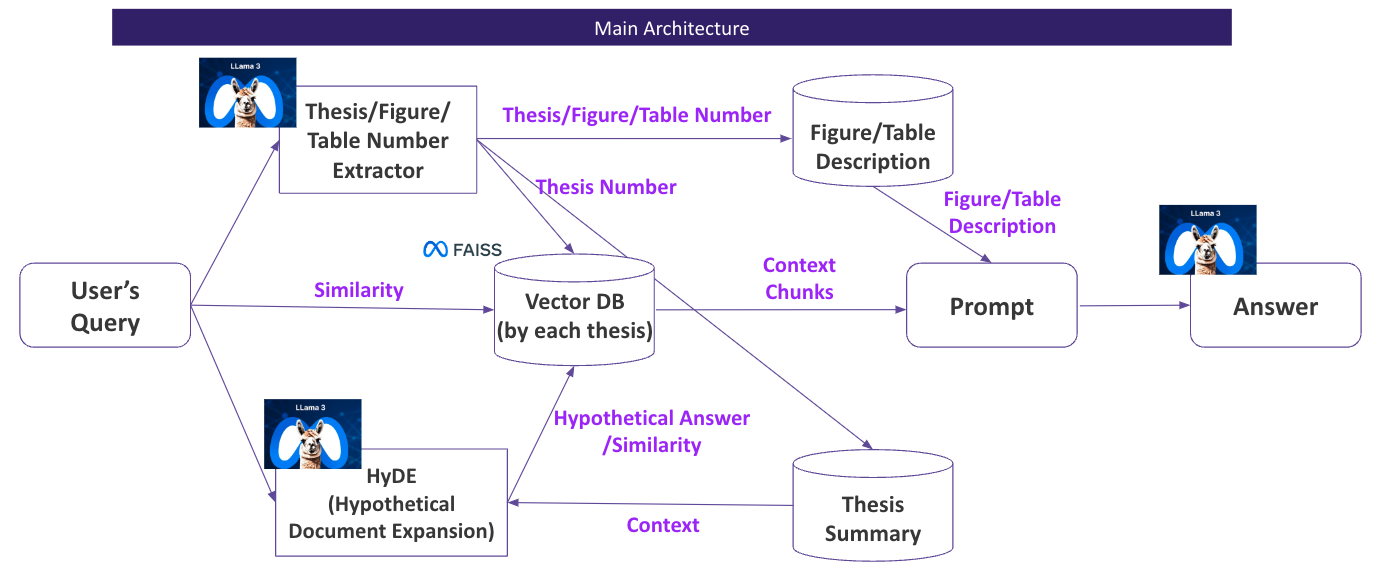 Main Architecture
LLama 3
Thesis/Figure/
Table Number
Extractor
Thesis/Figure/Table Number
Figure/Table
Description
Thesis Number
Figure/Table
Description
LLama 3
FAISS
User's
Query
Similarity
Vector DB
(by each thesis)
Context
Chunks
Prompt
Answer
LLama 3
HyDE
(Hypothetical
Document Expansion)
Hypothetical Answer
/Similarity
Context
Thesis
Summary